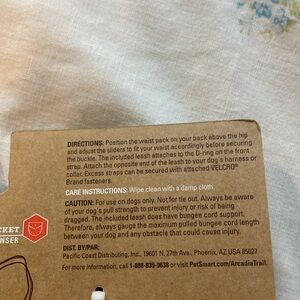 DIRECTIONS: Position the waist pack on your back above the hip
and adjust the sliders to fit your waist accordingly before securing
the buckle. The included leash attaches to the D-ring on the front
strap. Attach the opposite end of the leash to your dog's harness or
collar. Excess straps can be secured with attached VELCRO®
Brand fasteners.
CARE INSTRUCTIONS: Wipe clean with a damp cloth.
CAUTION: For use on dogs only. Not for tie out. Always be aware
of your dog's pull strength to prevent injury or risk of being
dragged. The included leash does have bungee cord support.
Therefore, always gauge the maximum pulled bungee cord length
between your dog and any obstacle that could cause injury.
DIST BY/PAR:
Pacific Coast Distributing, Inc., 19601 N. 27th Ave., Phoenix, AZ USA 85027
For more information, call 1-888-839-9638 or visit PetSmart.com/ArcadiaTrail.
CKET
NSER